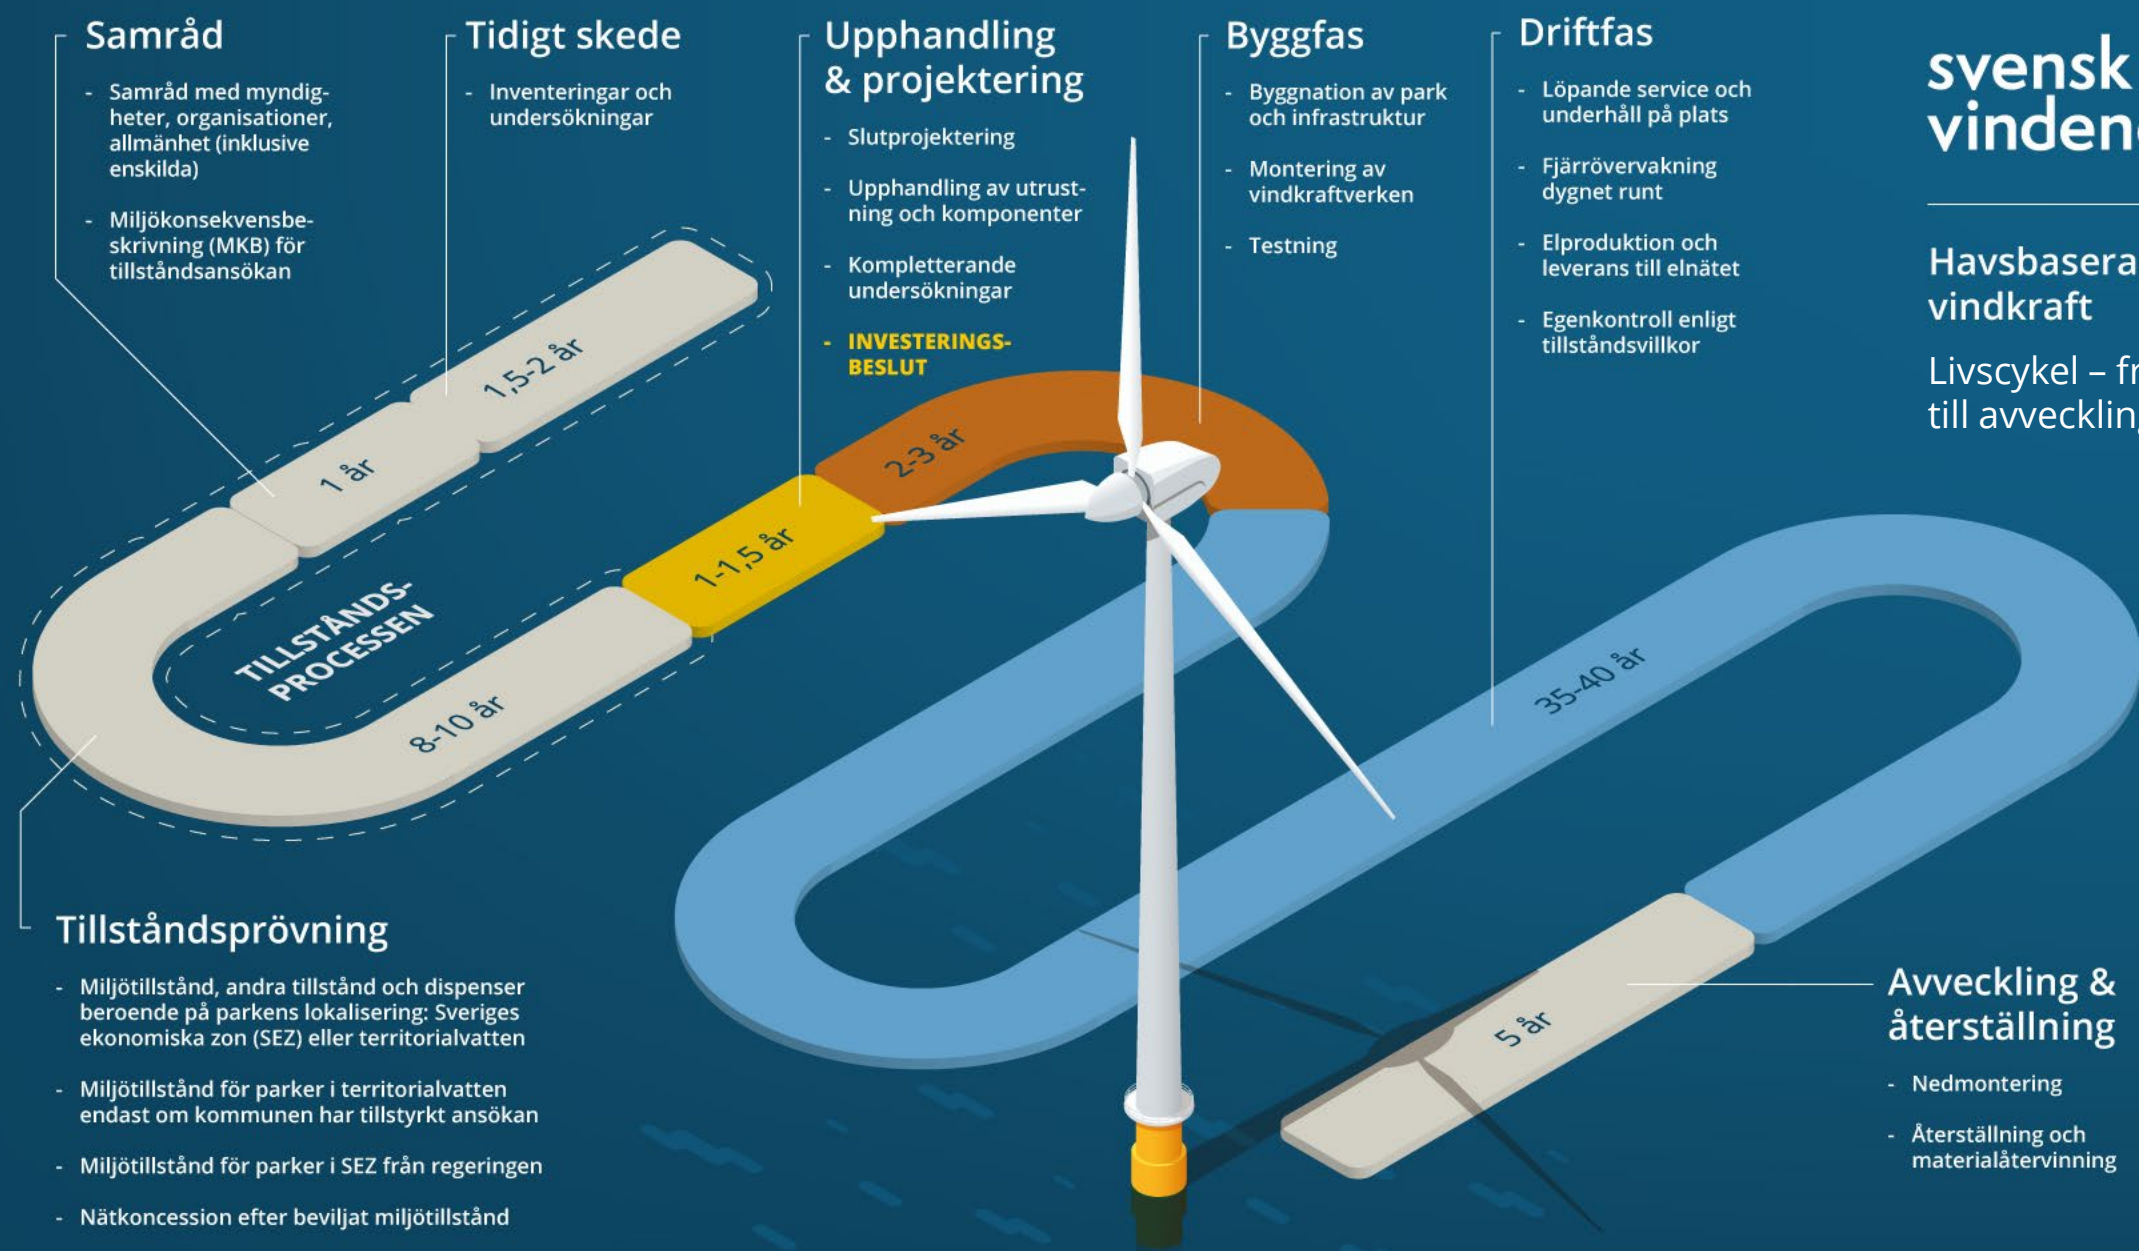 Samråd
- Samråd med myndig-
heter, organisationer,
allmänhet (inklusive
enskilda)
- Miljökonsekvensbe-
skrivning (MKB) för
tillståndsansökan
Tidigt skede
- Inventeringar och
undersökningar
Upphandling
& projektering
- Slutprojektering
- Upphandling av utrust-
ning och komponenter
- Kompletterande
undersökningar
- INVESTERINGS-
BESLUT
Byggfas
- Byggnation av park
och infrastruktur
- Montering av
vindkraftverken
- Testning
Driftfas
- Löpande service och
underhåll på plats
- Fjärrövervakning
dygnet runt
- Elproduktion och
leverans till elnätet
- Egenkontroll enligt
tillståndsvillkor
svensk
Havsbasera
vindkraft
Livscykel –
till
1,5-2 år
1 år
TILLSTÅNDS-
PROCESSEN
8-10 år
1-1,5 år
2-3 år
35-40 år
5 år
Tillståndsprövning
- Miljötillstånd, andra tillstånd och dispenser
beroende på parkens lokalisering: Sveriges
ekonomiska zon (SEZ) eller territorialvatten
- Miljötillstånd för parker i territorialvatten
endast om kommunen har tillstyrkt ansökan
- Miljötillstånd för parker i SEZ från regeringen
- Nätkoncession efter beviljat miljötillstånd
Avveckling &
återställning
- Nedmontering
- Återställning och
materialåtervinning